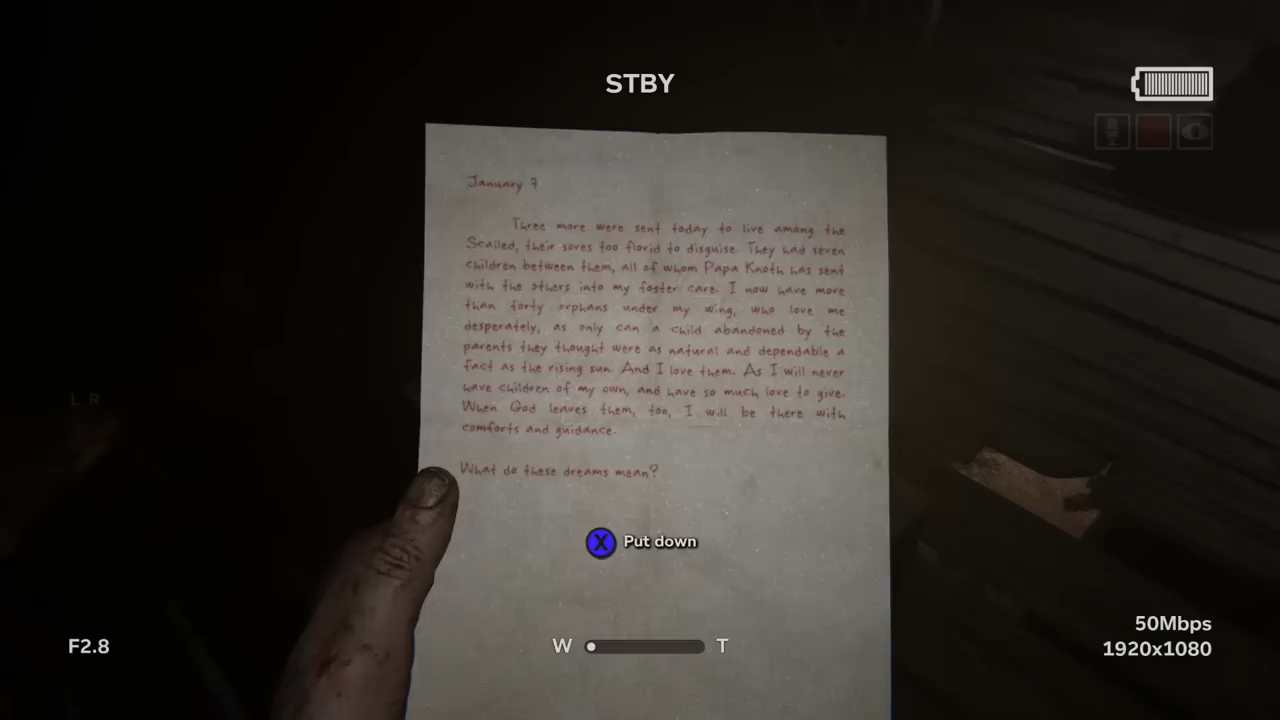 STBY
January 7
Three more were sent today to live among the
Scalled, their sores too florid to disguise. They had seven
children between them, all of whom Papa Knoth has sent
with the others into my foster care. I now have more
than forty orphans under my wing, who love me
desperately, as only can a child abandoned by the
parents they thought were as natural and dependable a
fact as the rising sun. And I love them. As I will never
have children of my own, and have so much love to give.
When God leaves them, too, I will be there with
comforts and guidance.
What do these dreams mean?
L R
X Put down
F2.8
W T
50Mbps
1920x1080